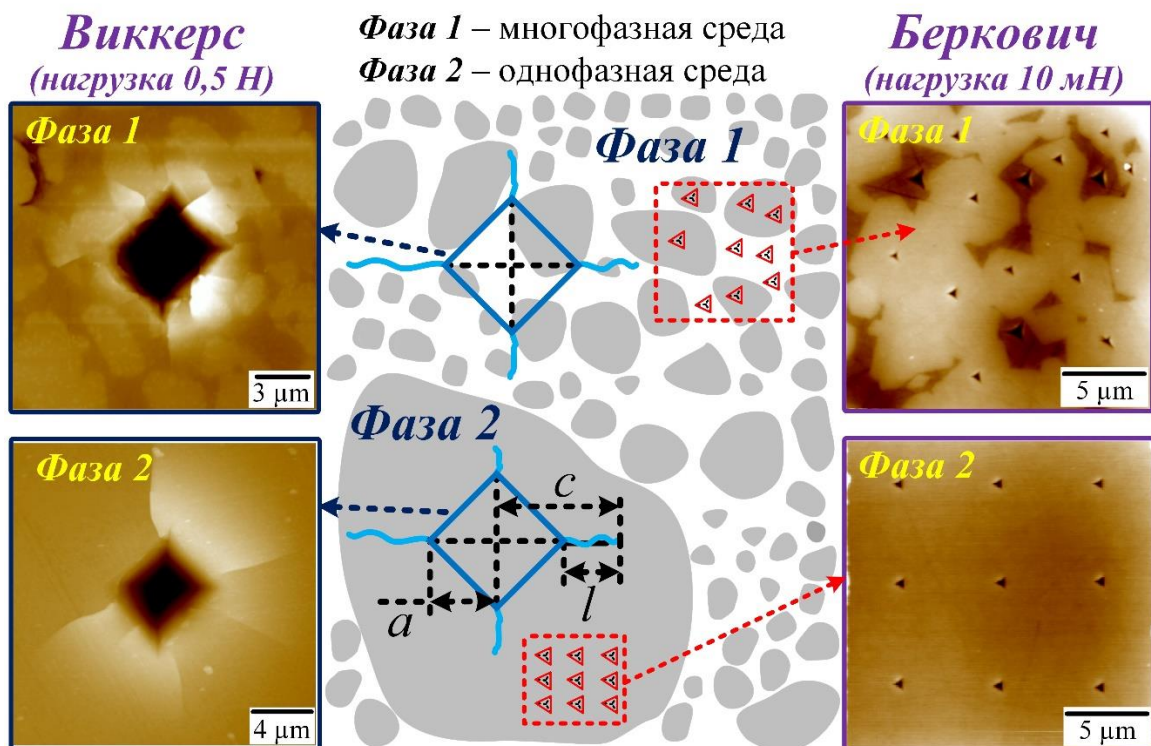 Виккерс
(нагрузка 0,5 Н)
Фаза 1 – многофазная среда
Фаза 2 – однофазная среда
Беркович
(нагрузка 10 мН)
Фаза 1
3 µm
Фаза 1
Фаза 1
5 µm
Фаза 2
4 µm
Фаза 2
c
a
l
Фаза 2
5 µm